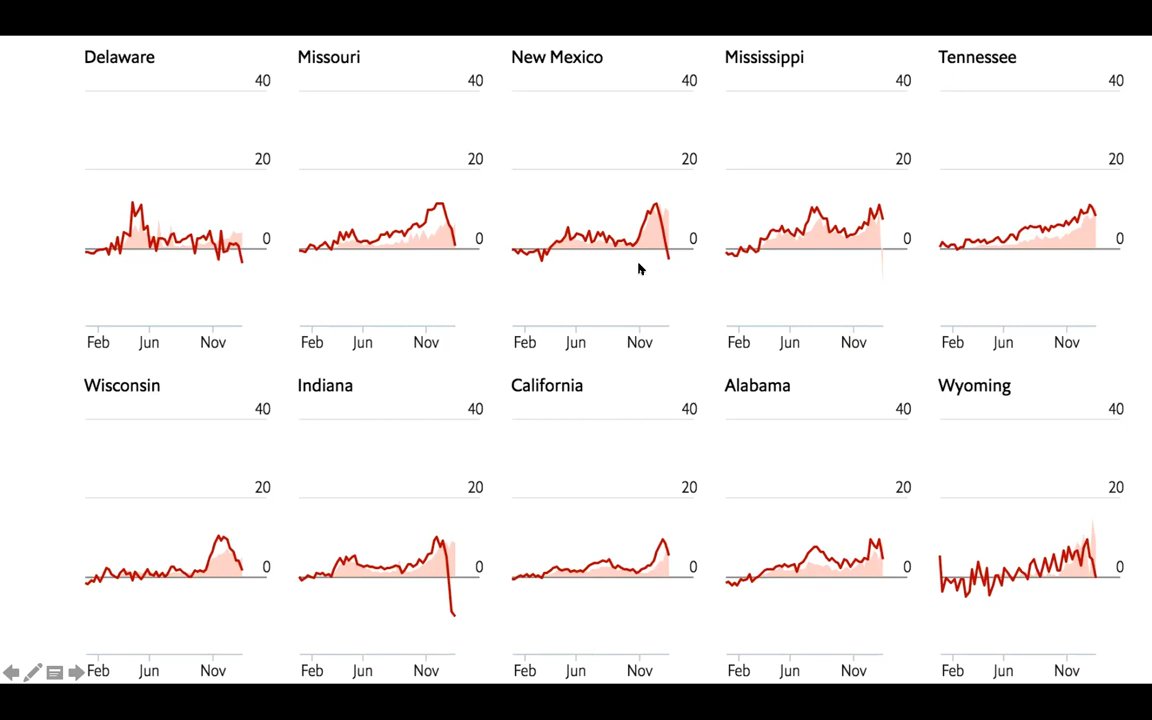 Delaware Missouri New Mexico Mississippi Tennessee
40 40 40 40 40
20 20 20 20 20
0 0 0 0 0
Feb Jun Nov Feb Jun Nov Feb Jun Nov Feb Jun Nov Feb Jun Nov
Wisconsin Indiana California Alabama Wyoming
40 40 40 40 40
20 20 20 20 20
0 0 0 0 0
Feb Jun Nov Feb Jun Nov Feb Jun Nov Feb Jun Nov Feb Jun Nov